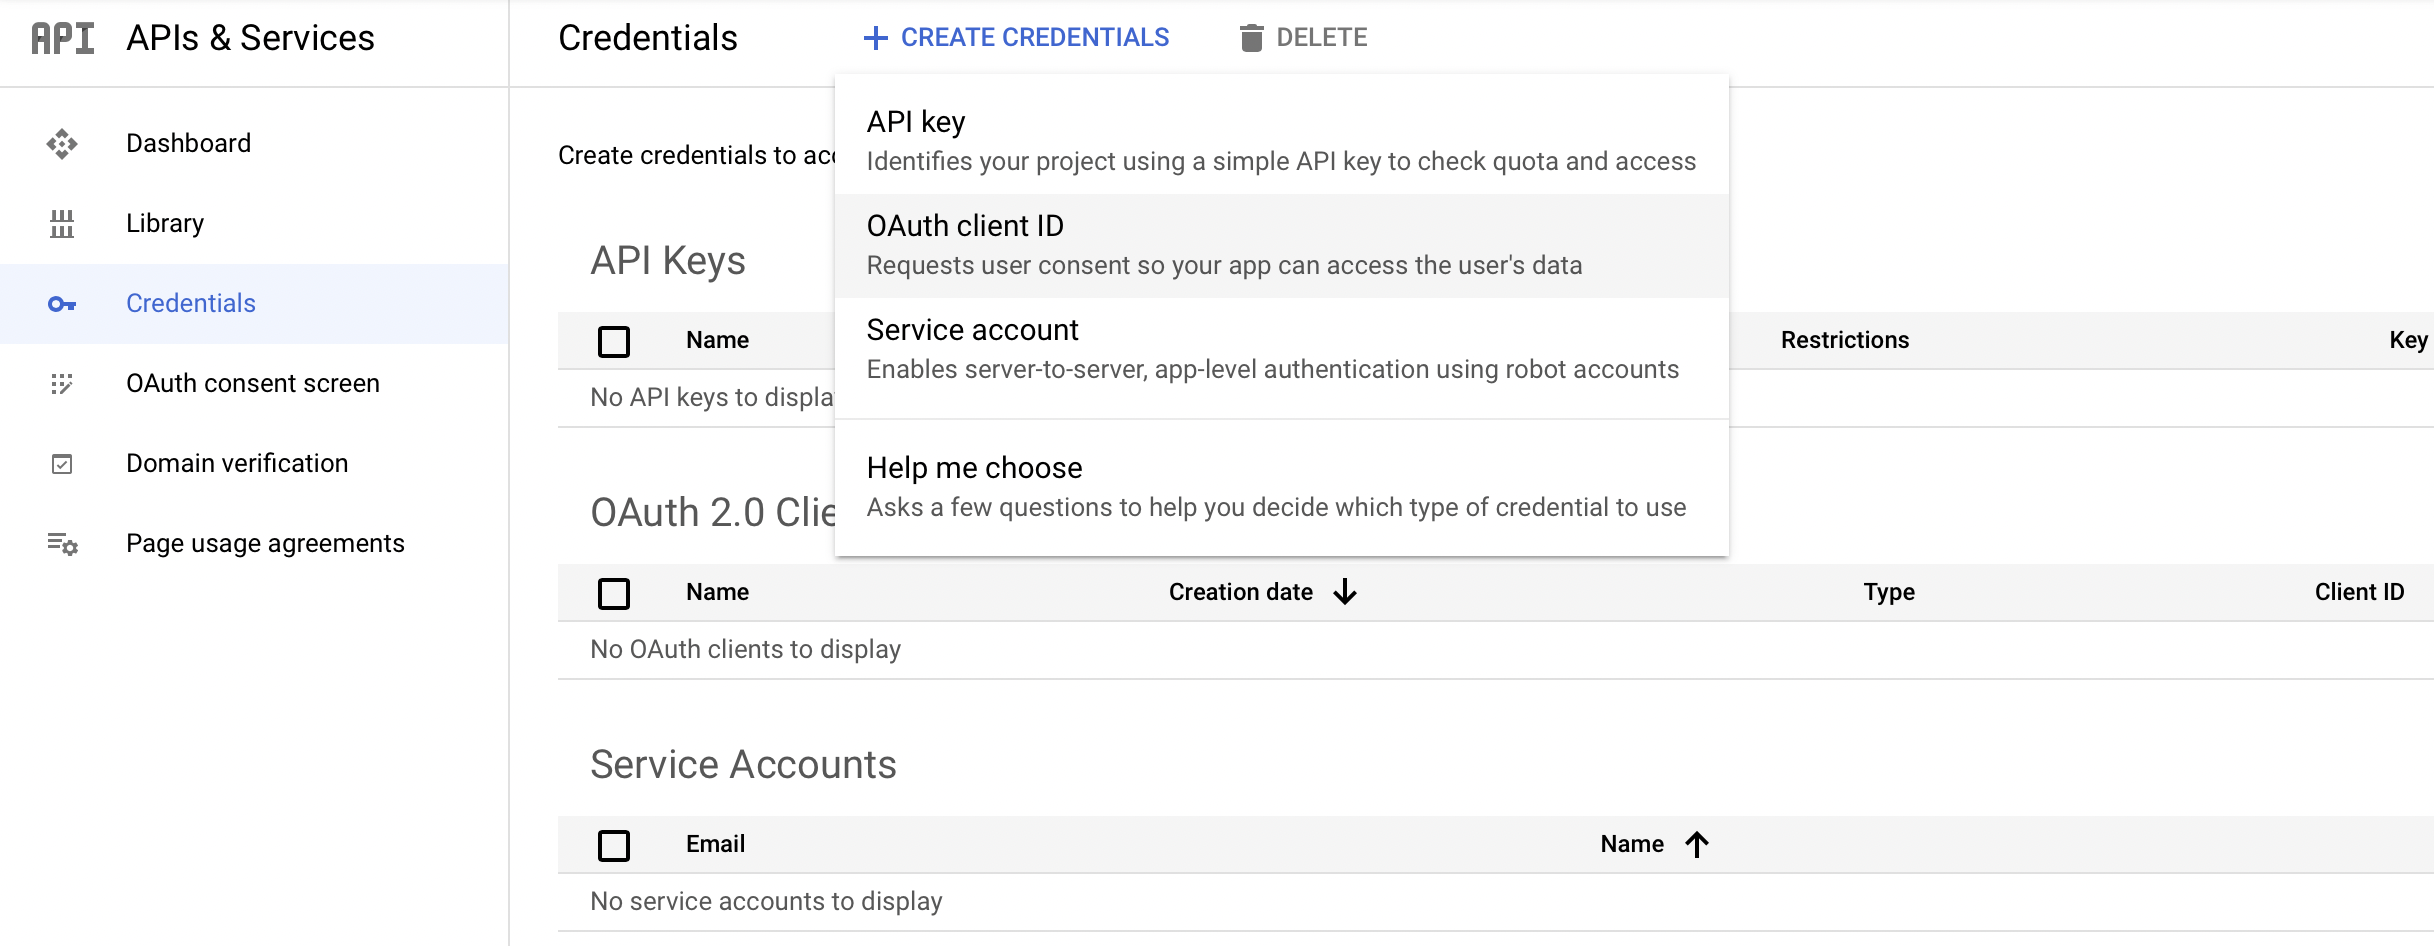 API APIs & Services
Credentials
CREATE CREDENTIALS
DELETE
Dashboard
Library
Credentials
OAuth consent screen
Domain verification
Page usage agreements
Create credentials to acc
API key
Identifies your project using a simple API key to check quota and access
OAuth client ID
Requests user consent so your app can access the user's data
Service account
Enables server-to-server, app-level authentication using robot accounts
Help me choose
Asks a few questions to help you decide which type of credential to use
API Keys
Name Restrictions Key
No API keys to displa
OAuth 2.0 Clie
Name Creation date Type Client ID
No OAuth clients to display
Service Accounts
Email Name
No service accounts to display